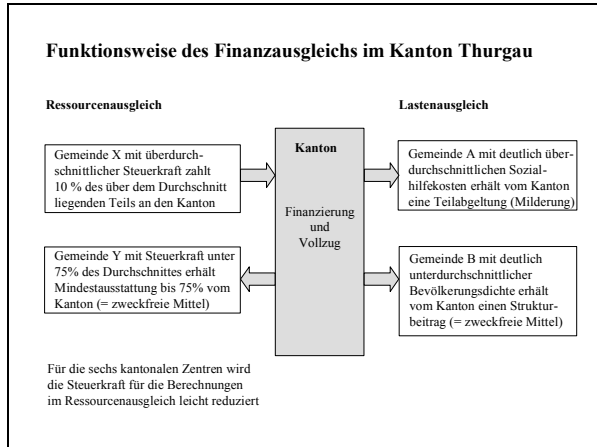 Funktionsweise des Finanzausgleichs im Kanton Thurgau
Ressourcenausgleich
Gemeinde X mit überdurch-
schnittlicher Steuerkraft zahlt
10 % des über dem Durchschnitt
liegenden Teils an den Kanton
Gemeinde Y mit Steuerkraft unter
75% des Durchschnittes erhält
Mindestausstattung bis 75% vom
Kanton (= zweckfreie Mittel)
Für die sechs kantonalen Zentren wird
die Steuerkraft für die Berechnungen
im Ressourcenausgleich leicht reduziert
Kanton
Finanzierung
und
Vollzug
Lastenausgleich
Gemeinde A mit deutlich über-
durchschnittlichen Sozial-
hilfekosten erhält vom Kanton
eine Teilabgeltung (Milderung)
Gemeinde B mit deutlich
unterdurchschnittlicher
Bevölkerungsdichte erhält
vom Kanton einen Struktur-
beitrag (= zweckfreie Mittel)